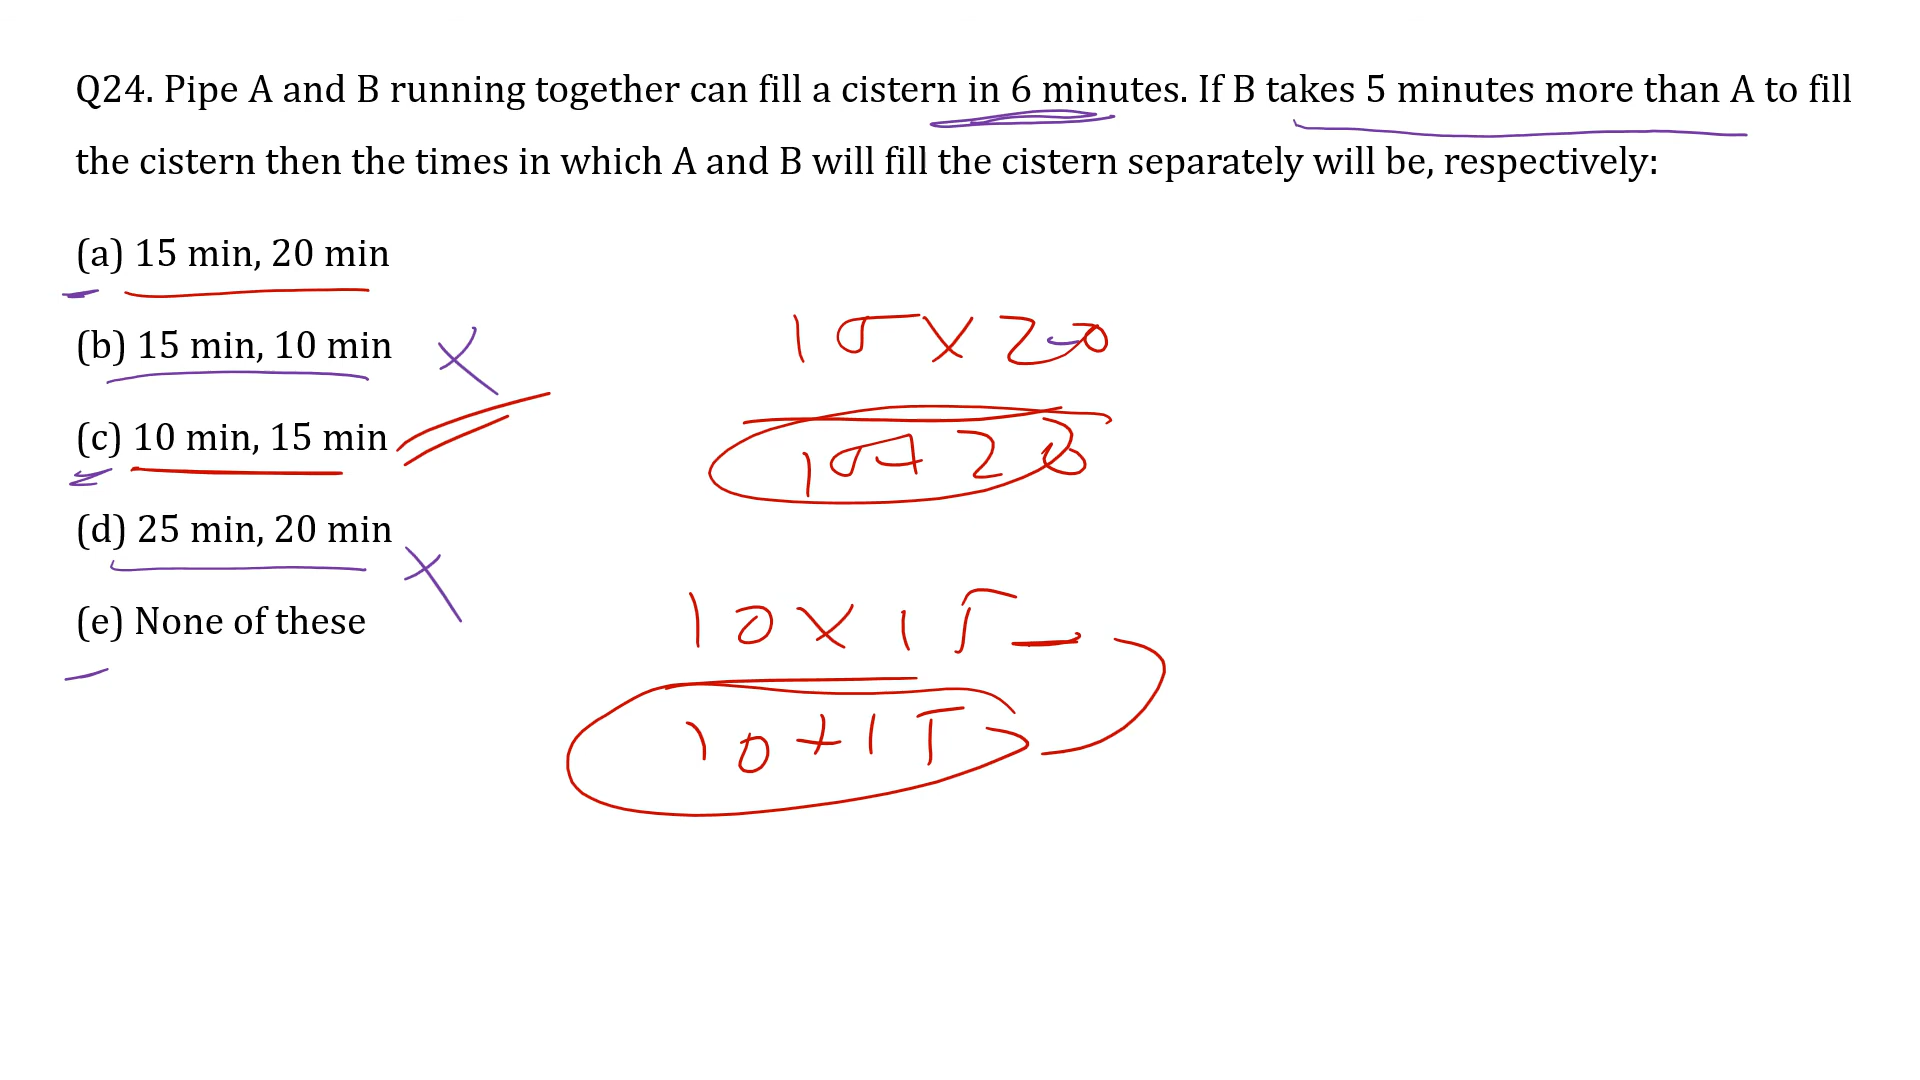 Q24. Pipe A and B running together can fill a cistern in 6 minutes. If B takes 5 minutes more than A to fill
the cistern then the times in which A and B will fill the cistern separately will be, respectively:
(a) 15 min, 20 min
(b) 15 min, 10 min
(c) 10 min, 15 min
(d) 25 min, 20 min
(e) None of these
15 × 20
15 + 20
10 × 15
10 + 15